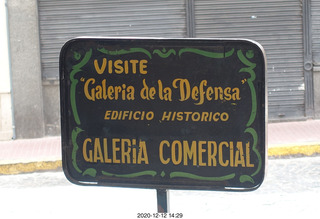 VISITE
"Galeria de la Defensa"
EDIFICIO HISTORICO
GALERiA COMERCIAL
2020-12-12 14:29